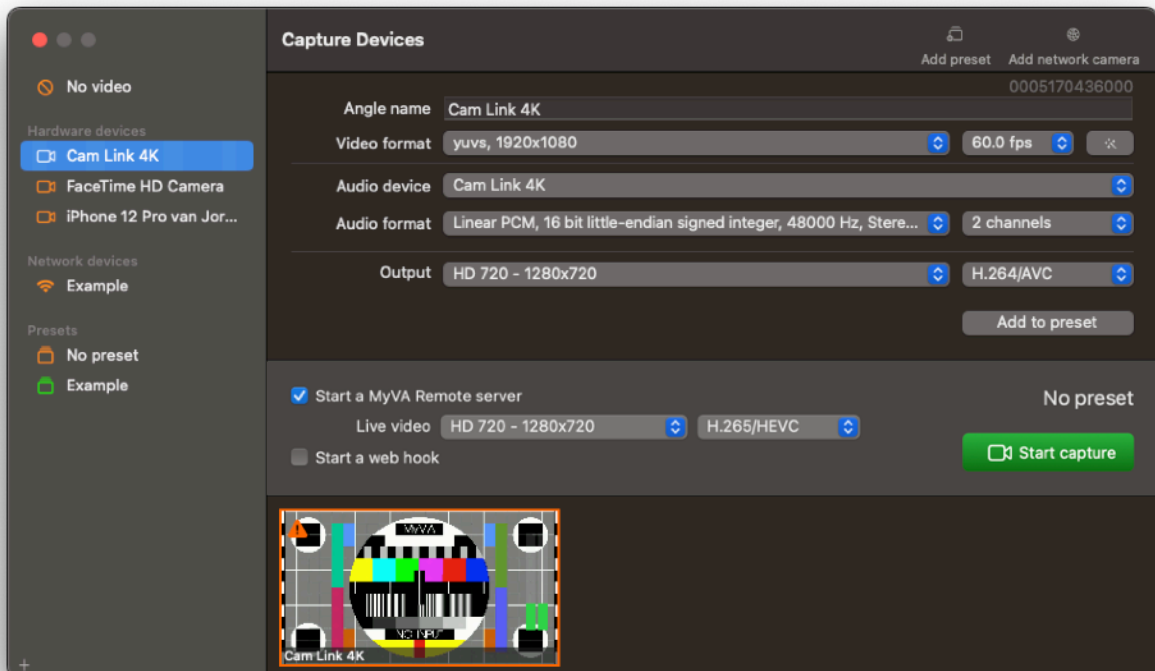 Capture Devices
Add preset
Add network camera
No video
Hardware devices
Cam Link 4K
FaceTime HD Camera
iPhone 12 Pro van Jor...
Network devices
Example
Presets
No preset
Example
0005170436000
Angle name Cam Link 4K
Video format yuvs, 1920x1080 60.0 fps
Audio device Cam Link 4K
Audio format Linear PCM, 16 bit little-endian signed integer, 48000 Hz, Stere... 2 channels
Output HD 720 - 1280x720 H.264/AVC
Add to preset
Start a MyVA Remote server
No preset
Live video HD 720 - 1280x720 H.265/HEVC
Start a web hook
Start capture
MyVA
NO INPUT
Cam Link 4K